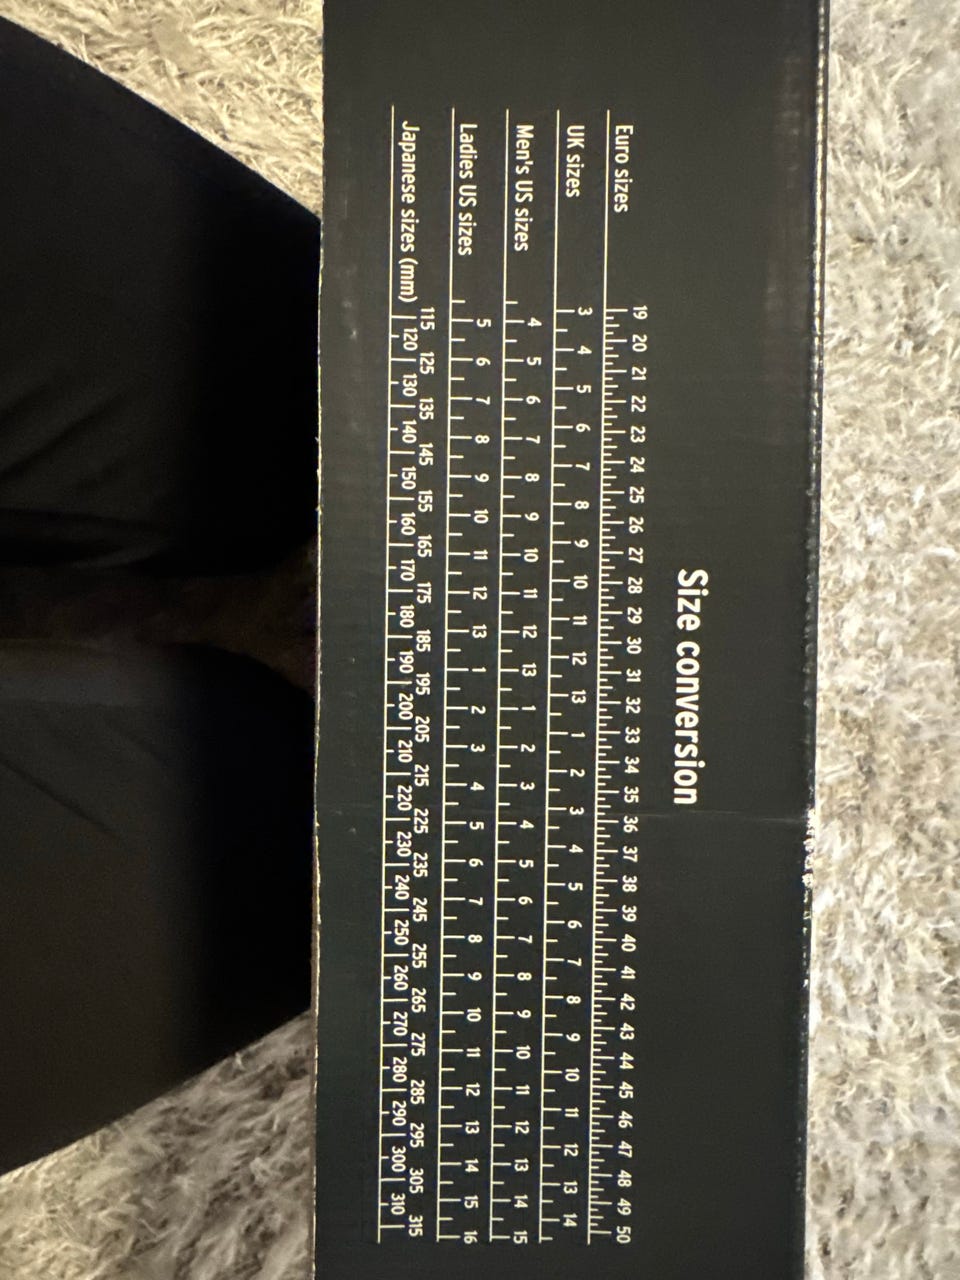 Size conversion
Euro sizes 19 20 21 22 23 24 25 26 27 28 29 30 31 32 33 34 35 36 37 38 39 40 41 42 43 44 45 46 47 48 49 50
UK sizes 3 4 5 6 7 8 9 10 11 12 13 1 2 3 4 5 6 7 8 9 10 11 12 13 14
Men's US sizes 4 5 6 7 8 9 10 11 12 13 1 2 3 4 5 6 7 8 9 10 11 12 13 14 15
Ladies US sizes 5 6 7 8 9 10 11 12 13 1 2 3 4 5 6 7 8 9 10 11 12 13 14 15 16
115 125 135 145 155 165 175 185 195 205 215 225 235 245 255 265 275 285 295 305 315
Japanese sizes (mm) 120 130 140 150 160 170 180 190 200 210 220 230 240 250 260 270 280 290 300 310